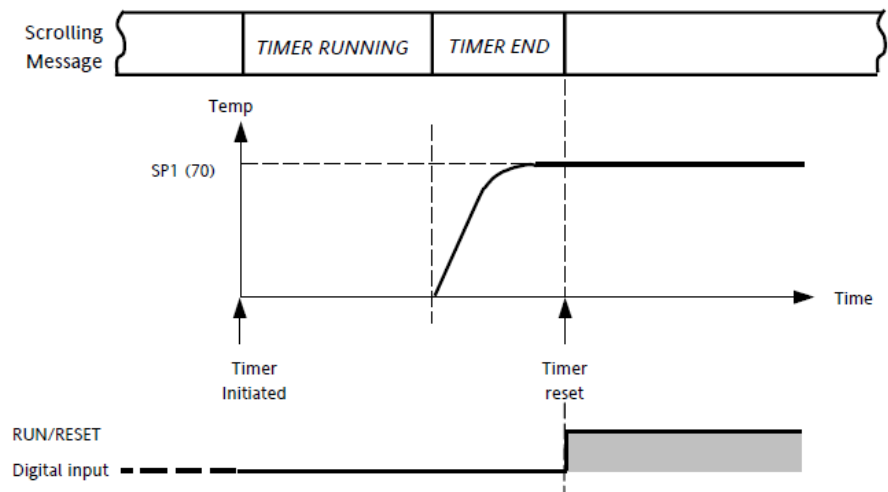 Scrolling
Message
TIMER RUNNING
TIMER END
Temp
SP1 (70)
Time
Timer
Initiated
Timer
reset
RUN/RESET
Digital input